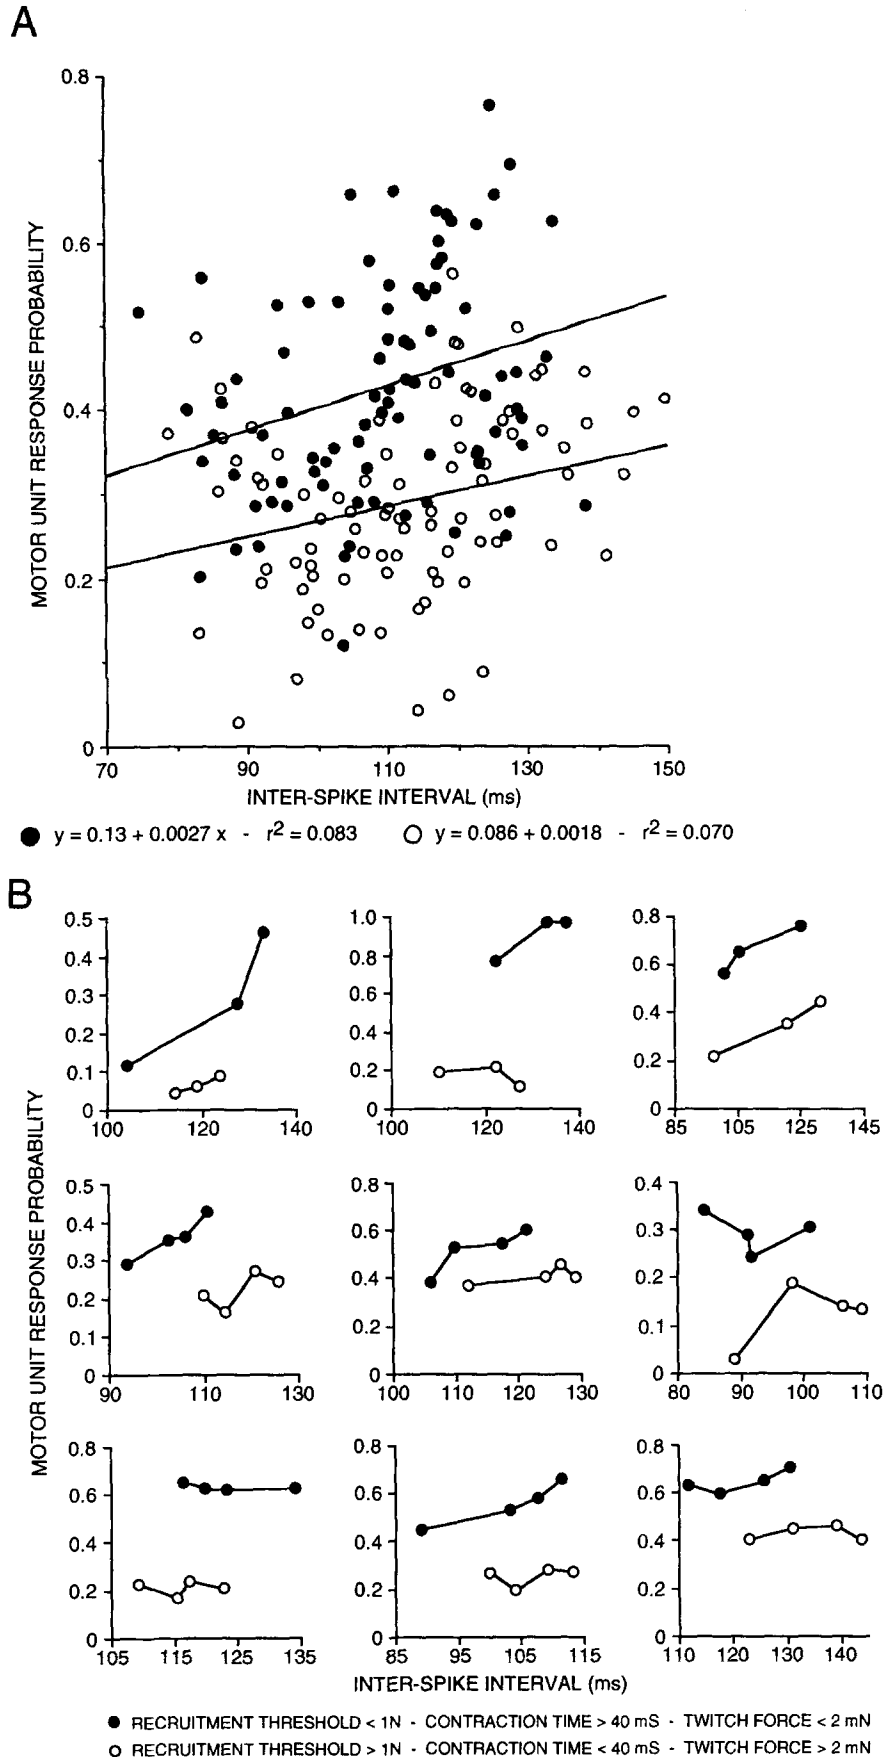 A
MOTOR UNIT RESPONSE PROBABILITY
0.8
0.6
0.4
0.2
0
70 90 110 130 150
INTER-SPIKE INTERVAL (ms)
● y = 0.13 + 0.0027 x - r² = 0.083 ○ y = 0.086 + 0.0018 - r² = 0.070
B
MOTOR UNIT RESPONSE PROBABILITY
0.5
0.4
0.3
0.2
0.1
0
100 120 140
1.0
0.8
0.6
0.4
0.2
0
100 120 140
0.8
0.6
0.4
0.2
0
85 105 125 145
0.5
0.4
0.3
0.2
0.1
0
90 110 130
0.8
0.6
0.4
0.2
0
100 110 120 130
0.4
0.3
0.2
0.1
0
80 90 100 110
0.8
0.6
0.4
0.2
0
105 115 125 135
0.8
0.6
0.4
0.2
0
85 95 105 115
0.8
0.6
0.4
0.2
0
110 120 130 140
INTER-SPIKE INTERVAL (ms)
● RECRUITMENT THRESHOLD < 1N - CONTRACTION TIME > 40 mS - TWITCH FORCE < 2 mN
○ RECRUITMENT THRESHOLD > 1N - CONTRACTION TIME < 40 mS - TWITCH FORCE > 2 mN